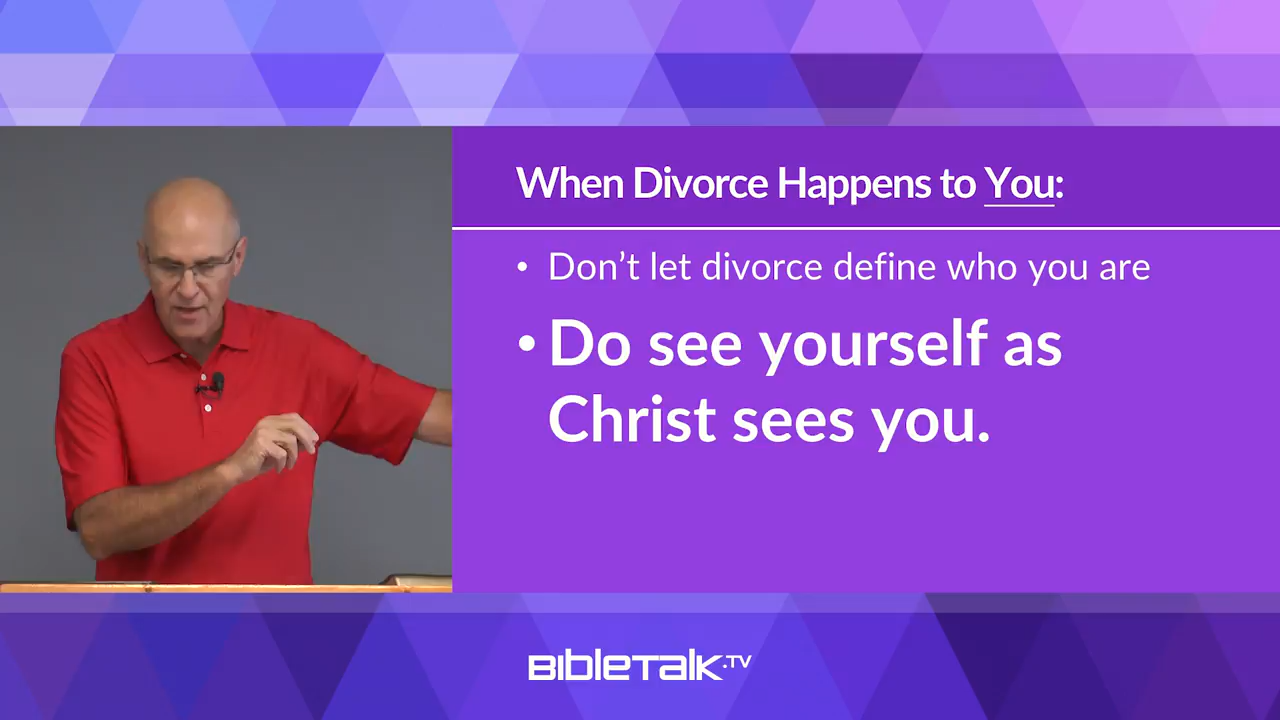 When Divorce Happens to You:
• Don’t let divorce define who you are
• Do see yourself as
Christ sees you.
BibleTalk.TV